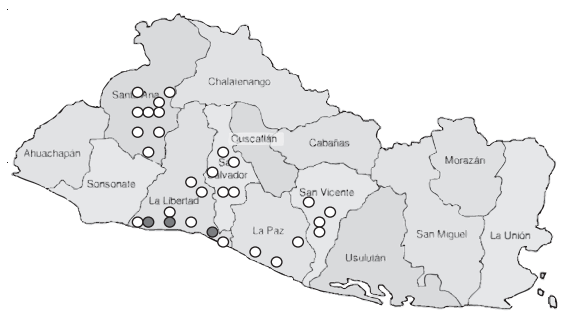 Chalatenango
Santa Ana
Cuscatlán
Cabañas
Ahuachapán
Morazán
San Salvador
Sonsonate
San Vicente
La Libertad
La Paz
San Miguel
La Unión
Usulután